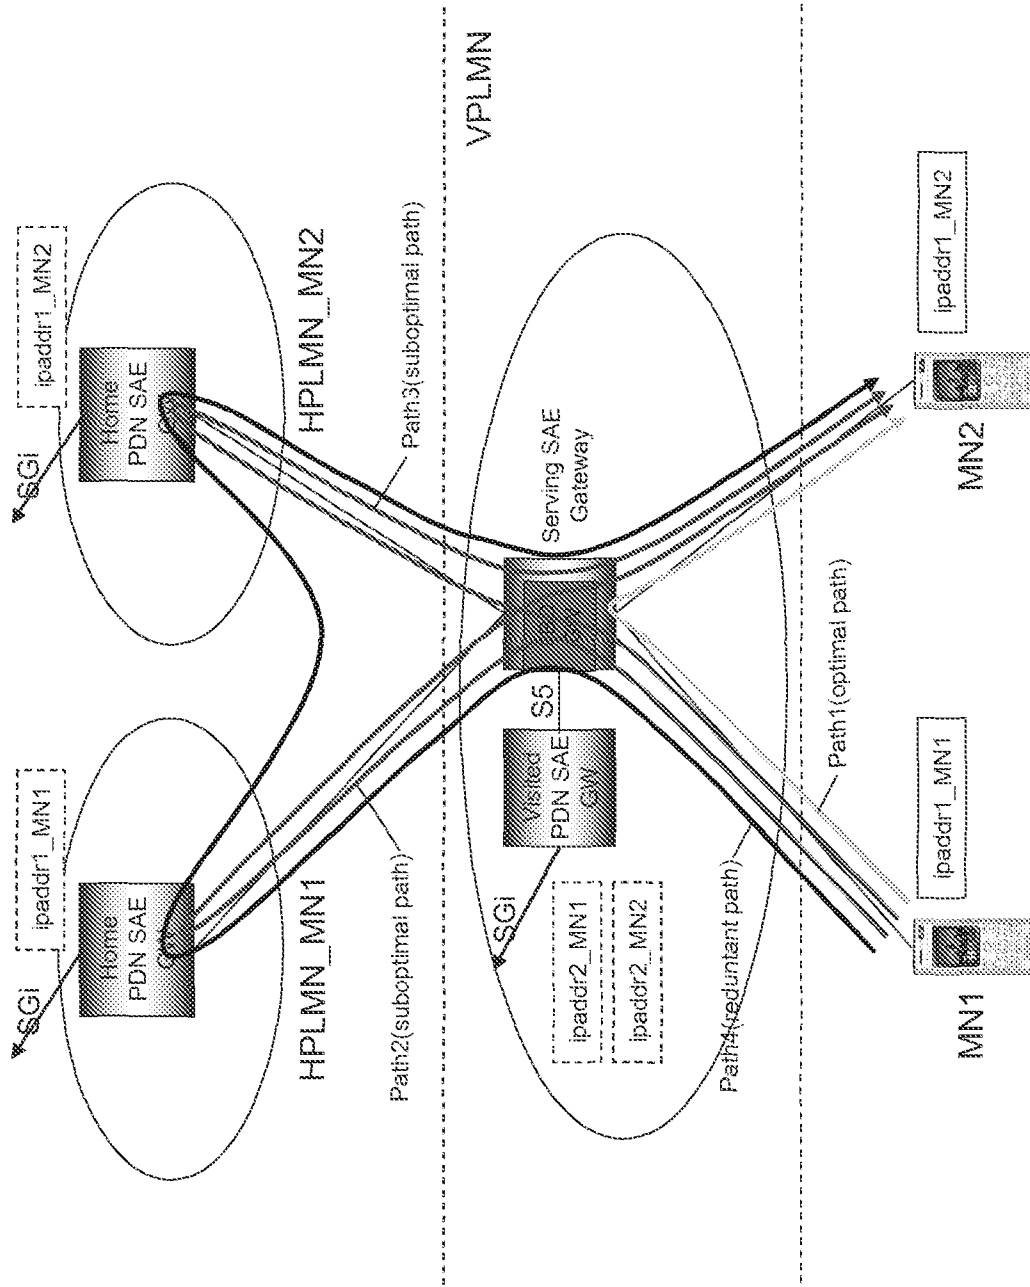 SGi
Home
PDN SAE
ipaddr1_MN1
HPLMN_MN1
SGi
Home
PDN SAE
ipaddr1_MN2
HPLMN_MN2
Path2(suboptimal path)
Path3(suboptimal path)
VPLMN
SGi
Visited
PDN SAE
GW
S5
Serving SAE
Gateway
ipaddr2_MN1
ipaddr2_MN2
Path4(reduntant path)
Path1(optimal path)
MN1
ipaddr1_MN1
MN2
ipaddr1_MN2